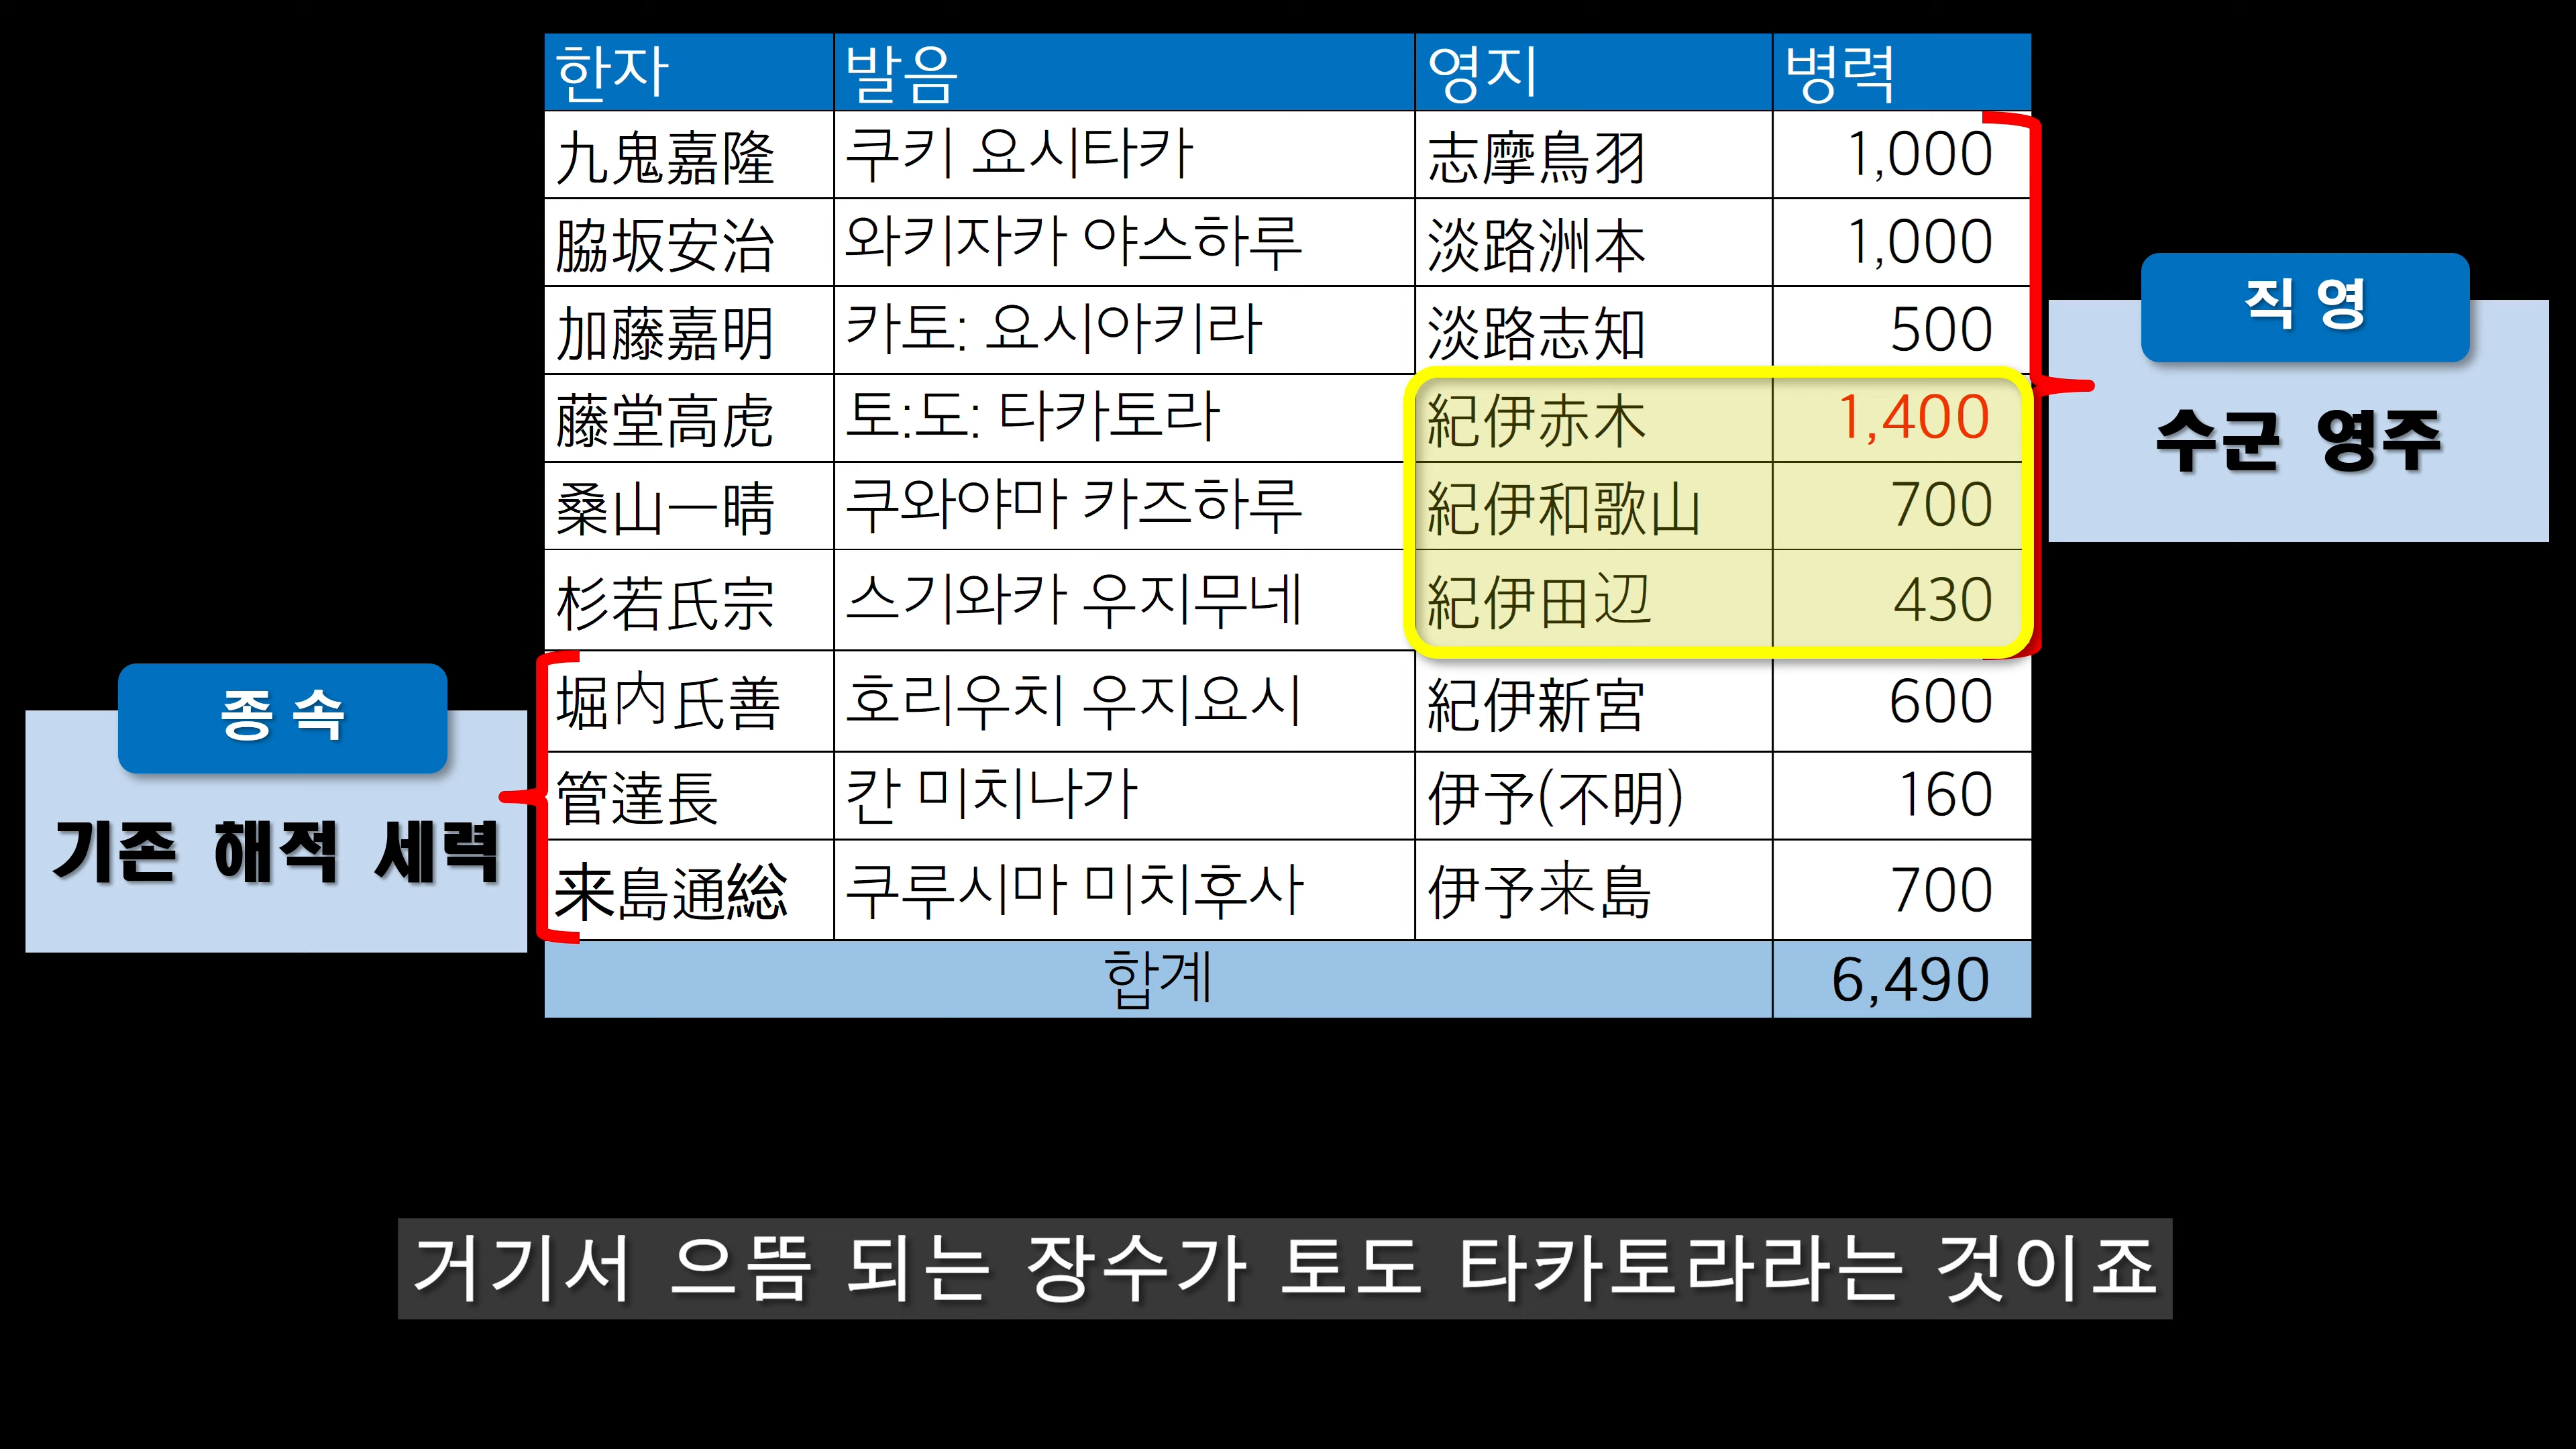 한자 발음 영지 병력
九鬼嘉隆 쿠키 요시타카 志摩鳥羽 1,000
脇坂安治 와키자카 야스하루 淡路洲本 1,000
加藤嘉明 카토: 요시아키라 淡路志知 500
藤堂高虎 토:도: 타카토라 紀伊赤木 1,400
桑山一晴 쿠와야마 카즈하루 紀伊和歌山 700
杉若氏宗 스기와카 우지무네 紀伊田辺 430
堀内氏善 호리우치 우지요시 紀伊新宮 600
管達長 칸 미치나가 伊予(不明) 160
来島通総 쿠루시마 미치후사 伊予来島 700
합계 6,490
직영
수군 영주
종속
기존 해적 세력
거기서 으뜸 되는 장수가 토도 타카토라라는 것이죠